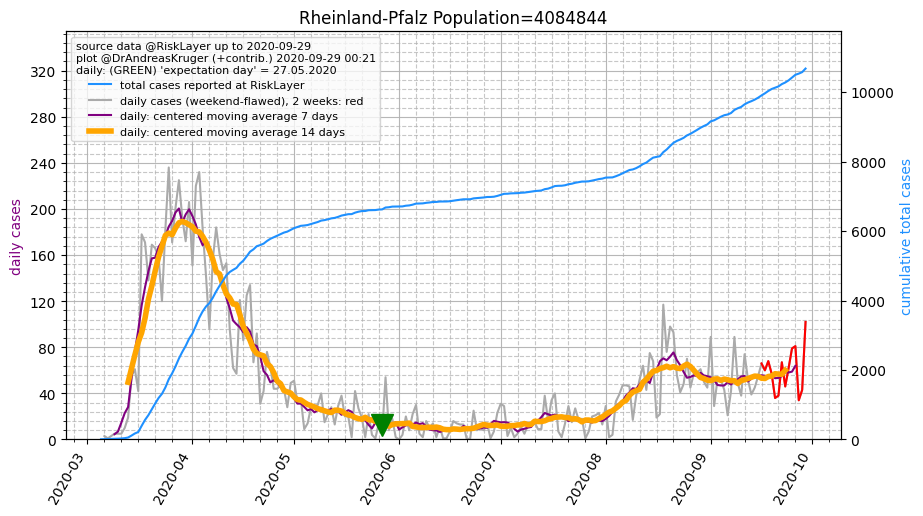 Rheinland-Pfalz Population=4084844
source data @RiskLayer up to 2020-09-29
plot @DrAndreasKruger (+contrib.) 2020-09-29 00:21
daily: (GREEN) 'expectation day' = 27.05.2020
total cases reported at RiskLayer
daily cases (weekend-flawed), 2 weeks: red
daily: centered moving average 7 days
daily: centered moving average 14 days
daily cases
320
280
240
200
160
120
80
40
0
cumulative total cases
10000
8000
6000
4000
2000
0
2020-03
2020-04
2020-05
2020-06
2020-07
2020-08
2020-09
2020-10